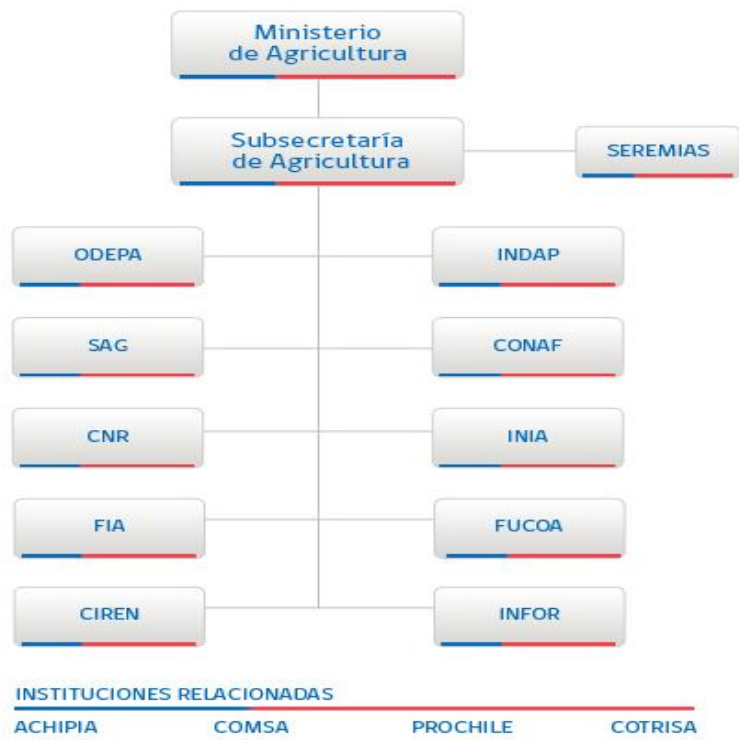 Ministerio
de Agricultura
Subsecretaría
de Agricultura
SEREMIAS
ODEPA
INDAP
SAG
CONAF
CNR
INIA
FIA
FUCOA
CIREN
INFOR
INSTITUCIONES RELACIONADAS
ACHIPIA COMSA PROCHILE COTRISA